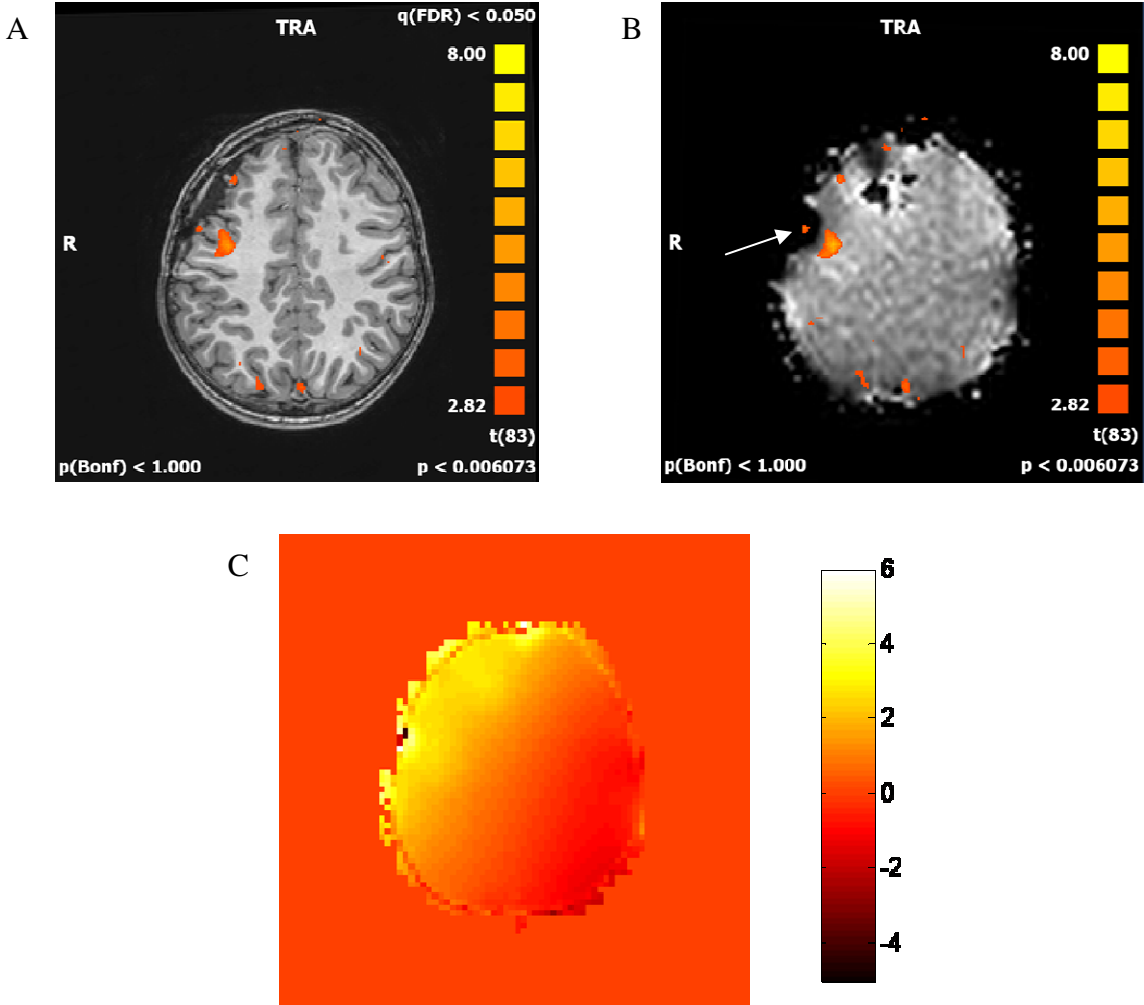 A
q(FDR) < 0.050
TRA
8.00
R
2.82
t(83)
p(Bonf) < 1.000
p < 0.006073
B
TRA
8.00
R
2.82
t(83)
p(Bonf) < 1.000
p < 0.006073
C
6
4
2
0
-2
-4